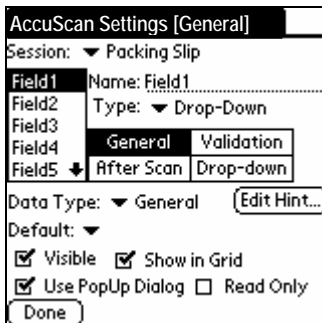 AccuScan Settings [General]
Session: Packing Slip
Field1
Field2
Field3
Field4
Field5
Name: Field1
Type: Drop-Down
General Validation
After Scan Drop-down
Data Type: General Edit Hint...
Default:
Visible Show in Grid
Use PopUp Dialog Read Only
Done